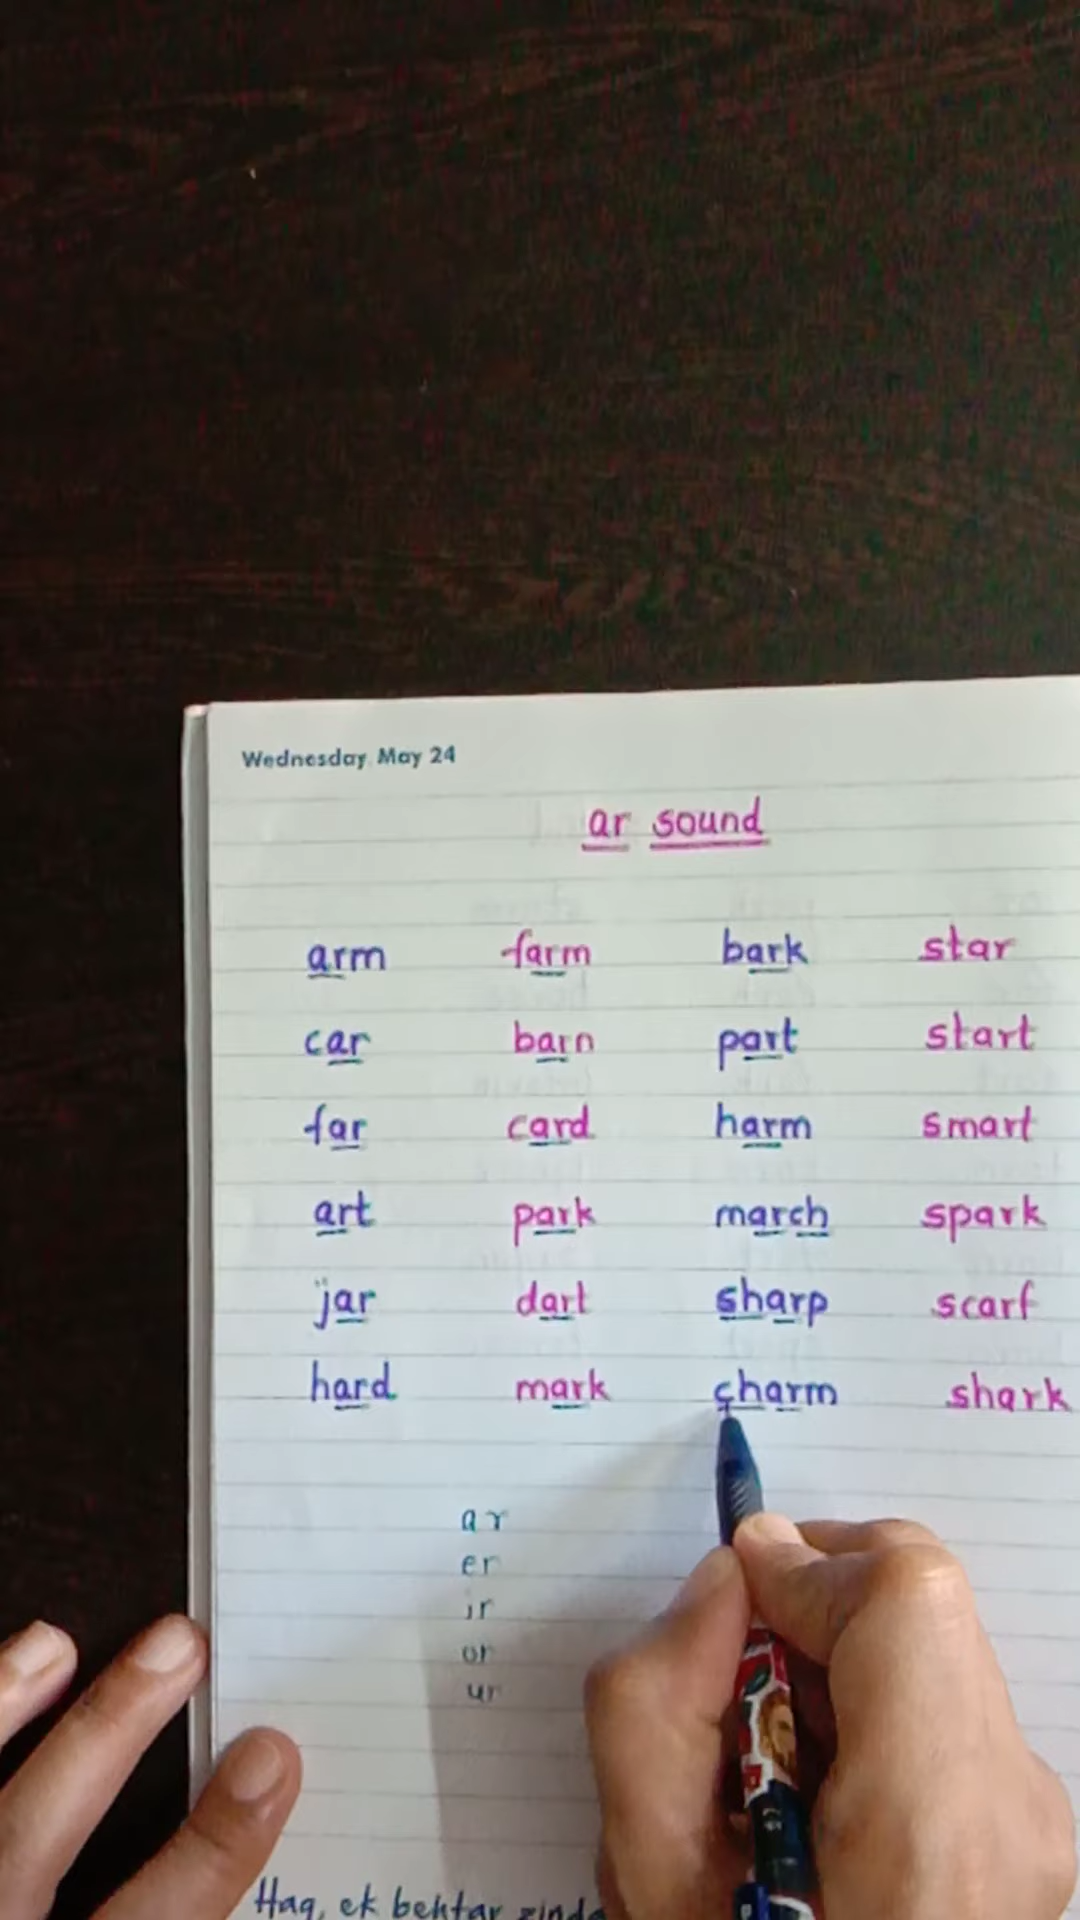 Wednesday, May 24
ar sound
arm farm bark star
car barn part start
far card harm smart
art park march spark
jar dart sharp scarf
hard mark charm shark
ar
er
ir
or
ur
Haq, ek behtar